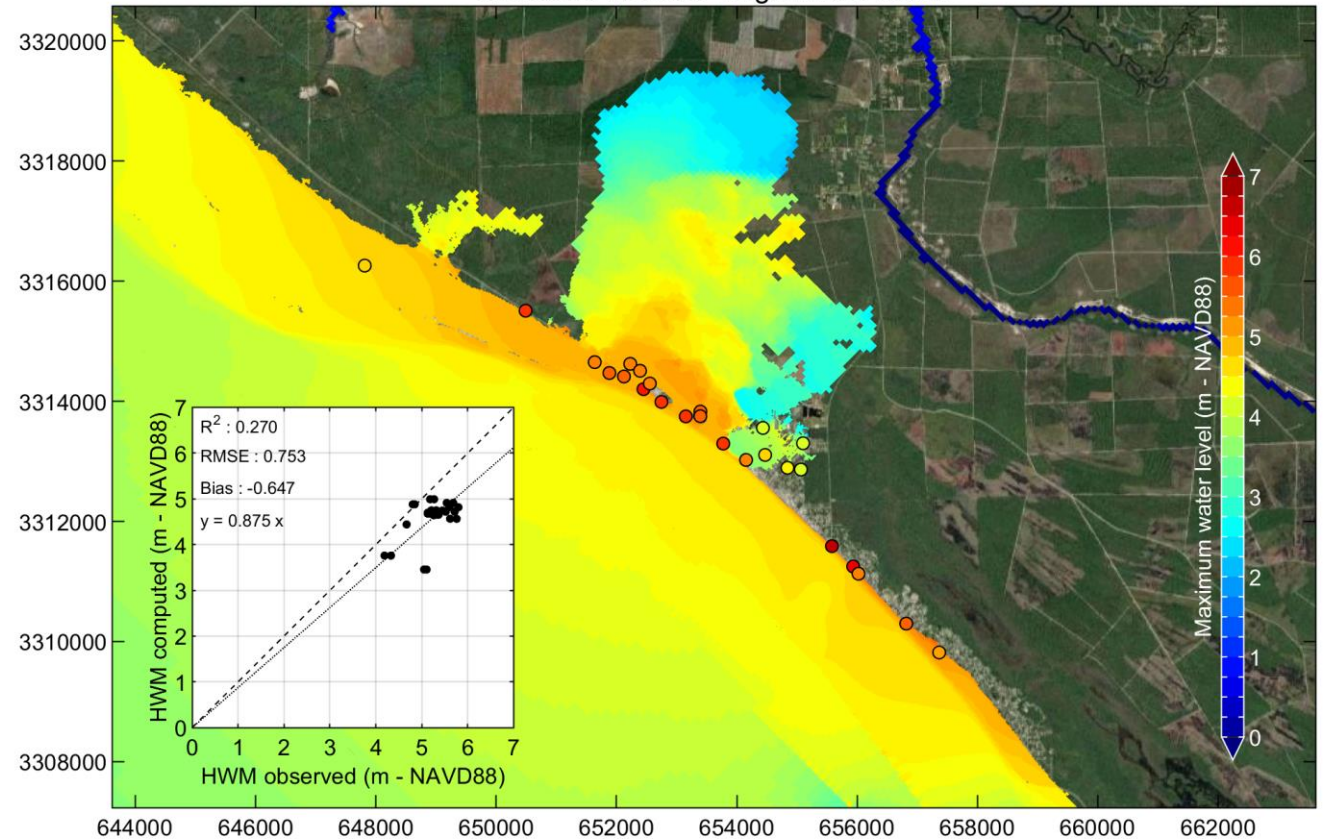 3320000
3318000
3316000
3314000
3312000
3310000
3308000
644000 646000 648000 650000 652000 654000 656000 658000 660000 662000
7
6
5
4
3
2
1
0
0 1 2 3 4 5 6 7
HWM computed (m - NAVD88)
HWM observed (m - NAVD88)
R² : 0.270
RMSE : 0.753
Bias : -0.647
y = 0.875 x
Maximum water level (m - NAVD88)
7
6
5
4
3
2
1
0